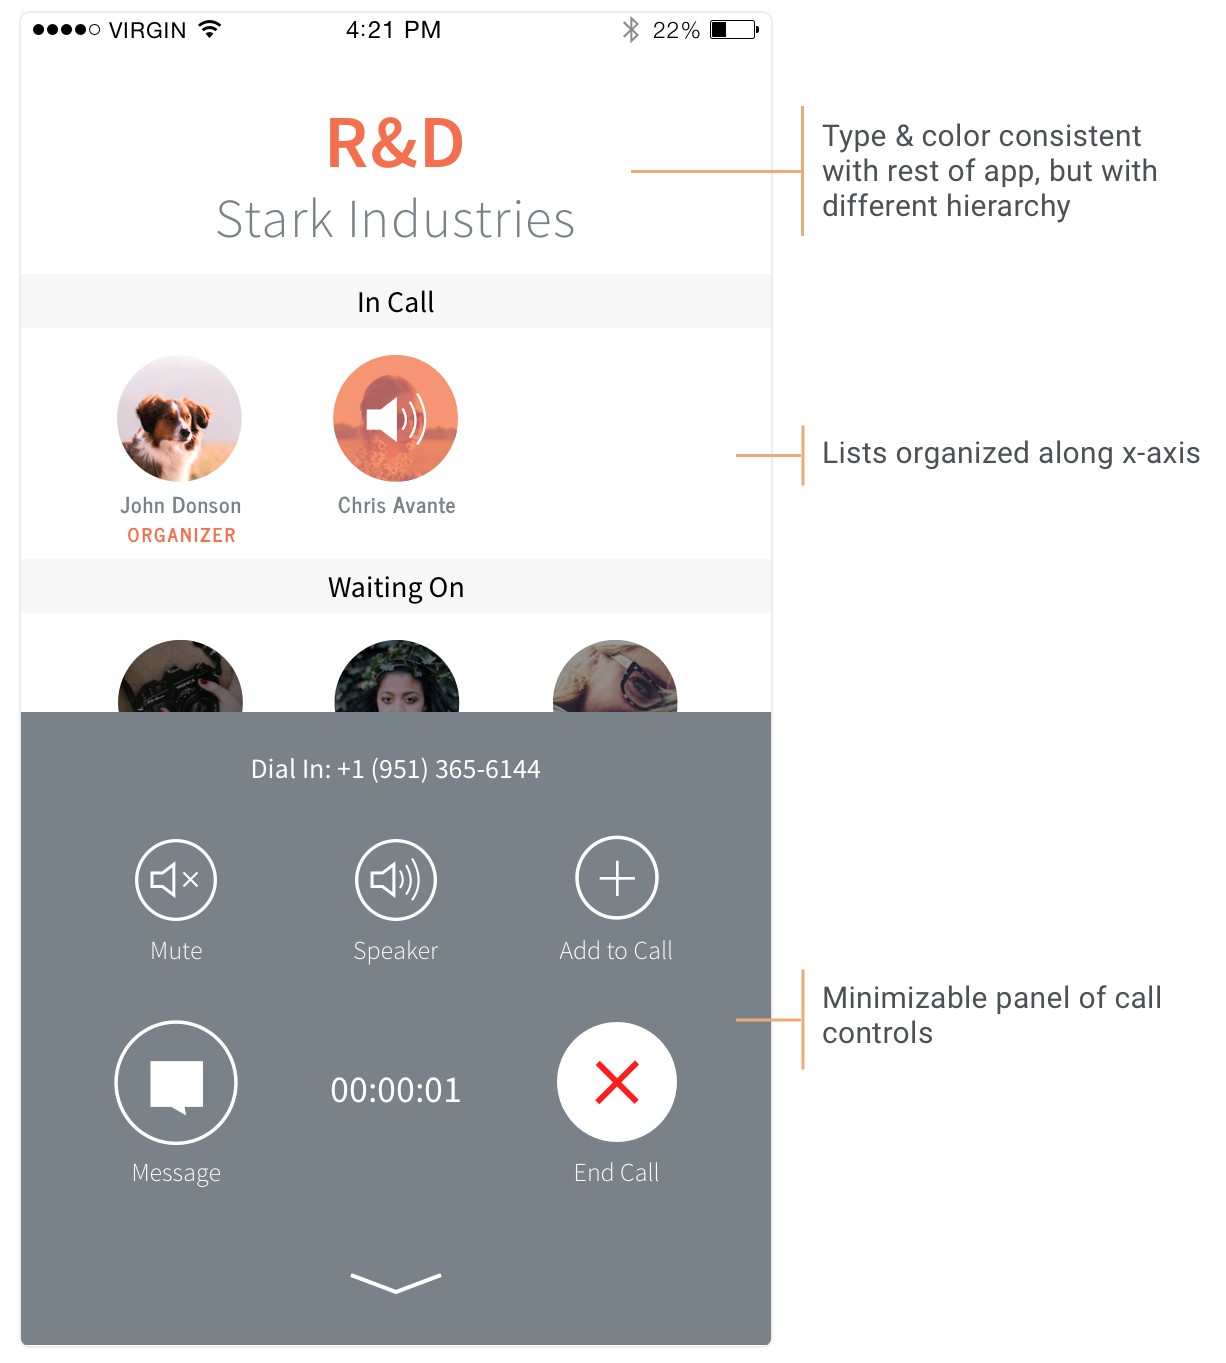 VIRGIN 4:21 PM 22%
R&D
Stark Industries
Type & color consistent
with rest of app, but with
different hierarchy
In Call
John Donson Chris Avante
ORGANIZER
Lists organized along x-axis
Waiting On
Dial In: +1 (951) 365-6144
Mute Speaker Add to Call
Minimizable panel of call
controls
00:00:01
Message End Call